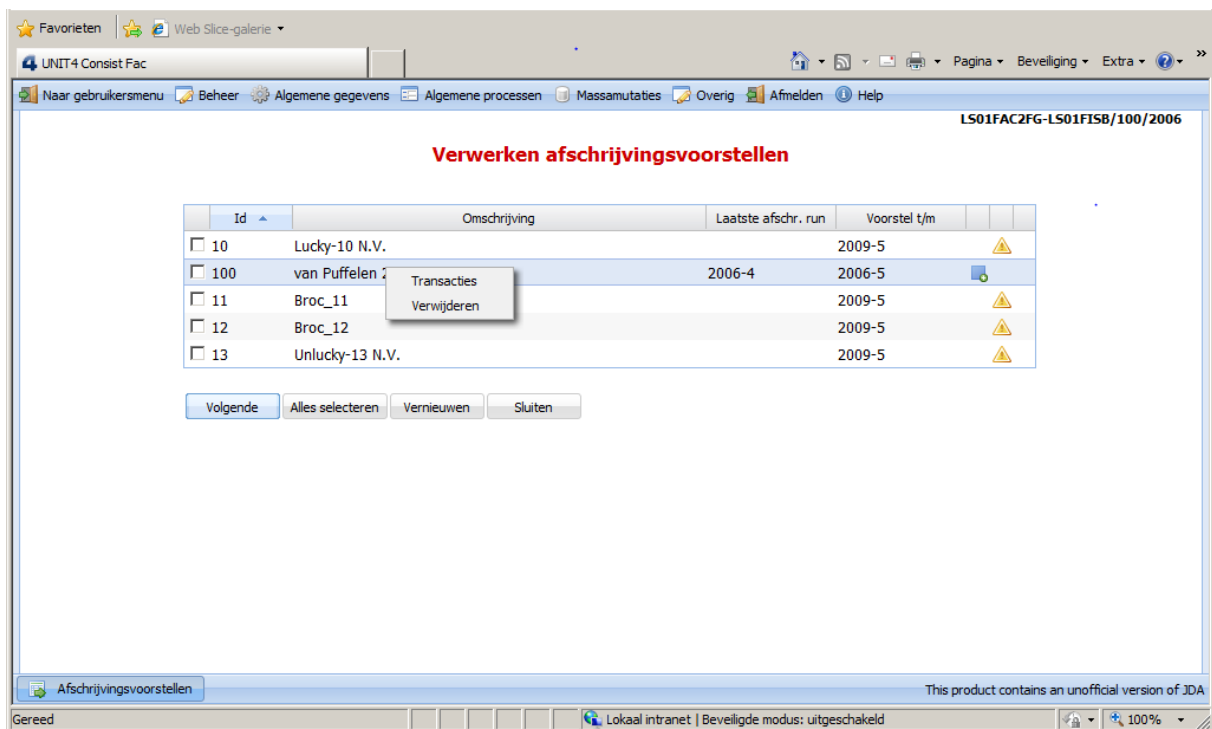 Favorieten Web Slice-galerie
UNIT4 Consist Fac Pagina Beveiliging Extra »
Naar gebruikersmenu Beheer Algemene gegevens Algemene processen Massamutaties Overig Afmelden Help
LS01FAC2FG-LS01FISB/100/2006
Verwerken afschrijvingsvoorstellen
Id Omschrijving Laatste afschr. run Voorstel t/m
10 Lucky-10 N.V. 2009-5
100 van Puffelen 2006-4 2006-5
Transacties
11 Broc_11 2009-5
Verwijderen
12 Broc_12 2009-5
13 Unlucky-13 N.V. 2009-5
Volgende Alles selecteren Vernieuwen Sluiten
Afschrijvingsvoorstellen This product contains an unofficial version of JDA
Gereed Lokaal intranet | Beveiligde modus: uitgeschakeld 100%